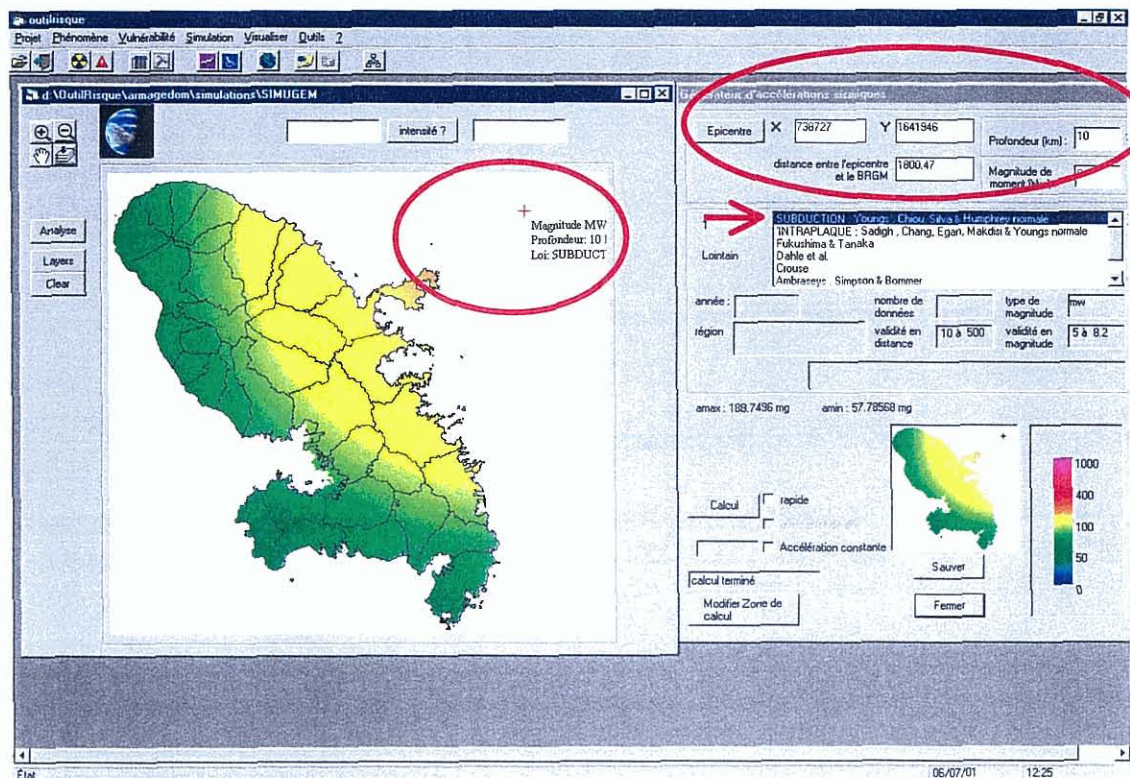 outilrisque
Projet Phénomène Vulnérabilité Simulation Visualiser Outils ?
d:\OutilRisque\armagedom\simulations\SIMUGEM
intensité ?
Analyse
Layers
Clear
Magnitude MW
Profondeur: 10
Loi: SUBDUCT
Générateur d'accélérations sismiques
Epicentre X 738727 Y 1641946
Profondeur (km) : 10
distance entre l'epicentre et le BRGM 1800.47
Magnitude de moment
SUBDUCTION : Youngs , Chiou, Silva & Humphrey normale
INTRAPLAQUE : Sadigh , Chang, Egan, Makdisi & Youngs normale
Lointain
Fukushima & Tanaka
Dahle et al.
Crouse
Ambraseys , Simpson & Bommer
année :
nombre de données
type de magnitude mw
région
validité en distance 10 à 500
validité en magnitude 5 à 8.2
amax : 188.7496 mg amin : 57.78568 mg
1000
400
100
50
0
Calcul
rapide
Accélération constante
calcul terminé
Modifier Zone de calcul
Sauver
Fermer
État
06/07/01 12:25